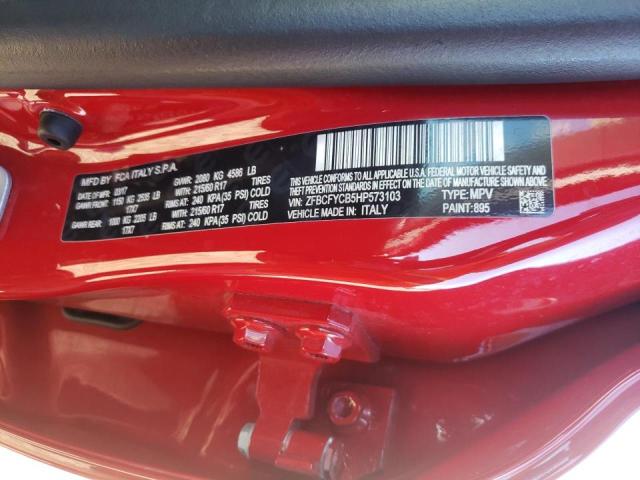 MFD BY FCA ITALY S.P.A.
DATE OF MFR 03/17 GVWR: 2080 KG 4586 LB
GAWR FRONT: 1150 KG 2535 LB TIRES
17X7 215/60 R17
RIMS AT: 240 KPA(35 PSI) COLD
GAWR REAR: 1000 KG 2205 LB TIRES
17X7 215/60 R17
RIMS AT: 240 KPA(35 PSI) COLD
THIS VEHICLE CONFORMS TO ALL APPLICABLE U.S.A. FEDERAL MOTOR VEHICLE
SAFETY, BUMPER, AND THEFT PREVENTION STANDARDS IN EFFECT ON THE DATE OF MANUFACTURE SHOWN ABOVE.
VIN: ZFBCFYCB5HP573103 TYPE: MPV
VEHICLE MADE IN: ITALY PAINT: 895